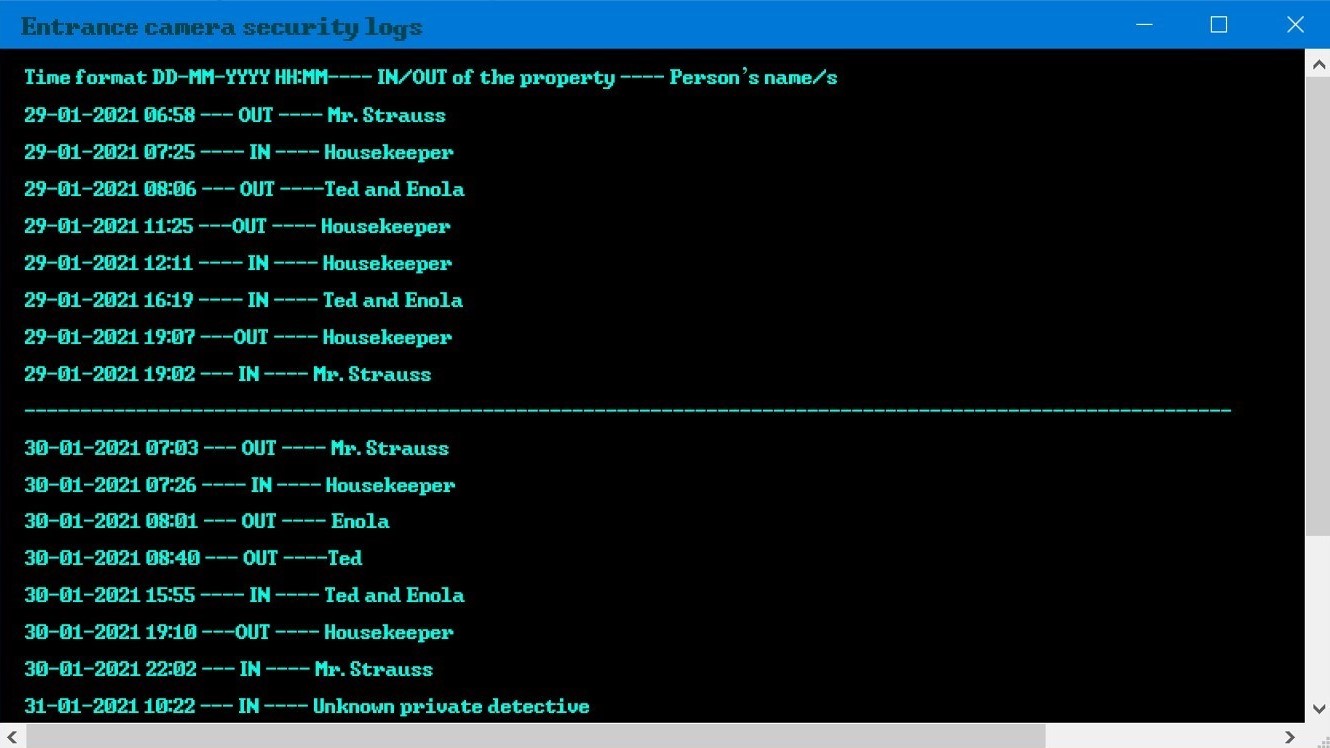 Entrance camera security logs
Time format DD-MM-YYYY HH:MM---- IN/OUT of the property ---- Person's name/s
29-01-2021 06:58 --- OUT ---- Mr. Strauss
29-01-2021 07:25 ---- IN ---- Housekeeper
29-01-2021 08:06 --- OUT ----Ted and Enola
29-01-2021 11:25 ---OUT ---- Housekeeper
29-01-2021 12:11 ---- IN ---- Housekeeper
29-01-2021 16:19 ---- IN ---- Ted and Enola
29-01-2021 19:07 ---OUT ---- Housekeeper
29-01-2021 19:02 --- IN ---- Mr. Strauss
--------------------------------------------------------------------------------------------------------------
30-01-2021 07:03 --- OUT ---- Mr. Strauss
30-01-2021 07:26 ---- IN ---- Housekeeper
30-01-2021 08:01 --- OUT ---- Enola
30-01-2021 08:40 --- OUT ----Ted
30-01-2021 15:55 ---- IN ---- Ted and Enola
30-01-2021 19:10 ---OUT ---- Housekeeper
30-01-2021 22:02 --- IN ---- Mr. Strauss
31-01-2021 10:22 --- IN ---- Unknown private detective